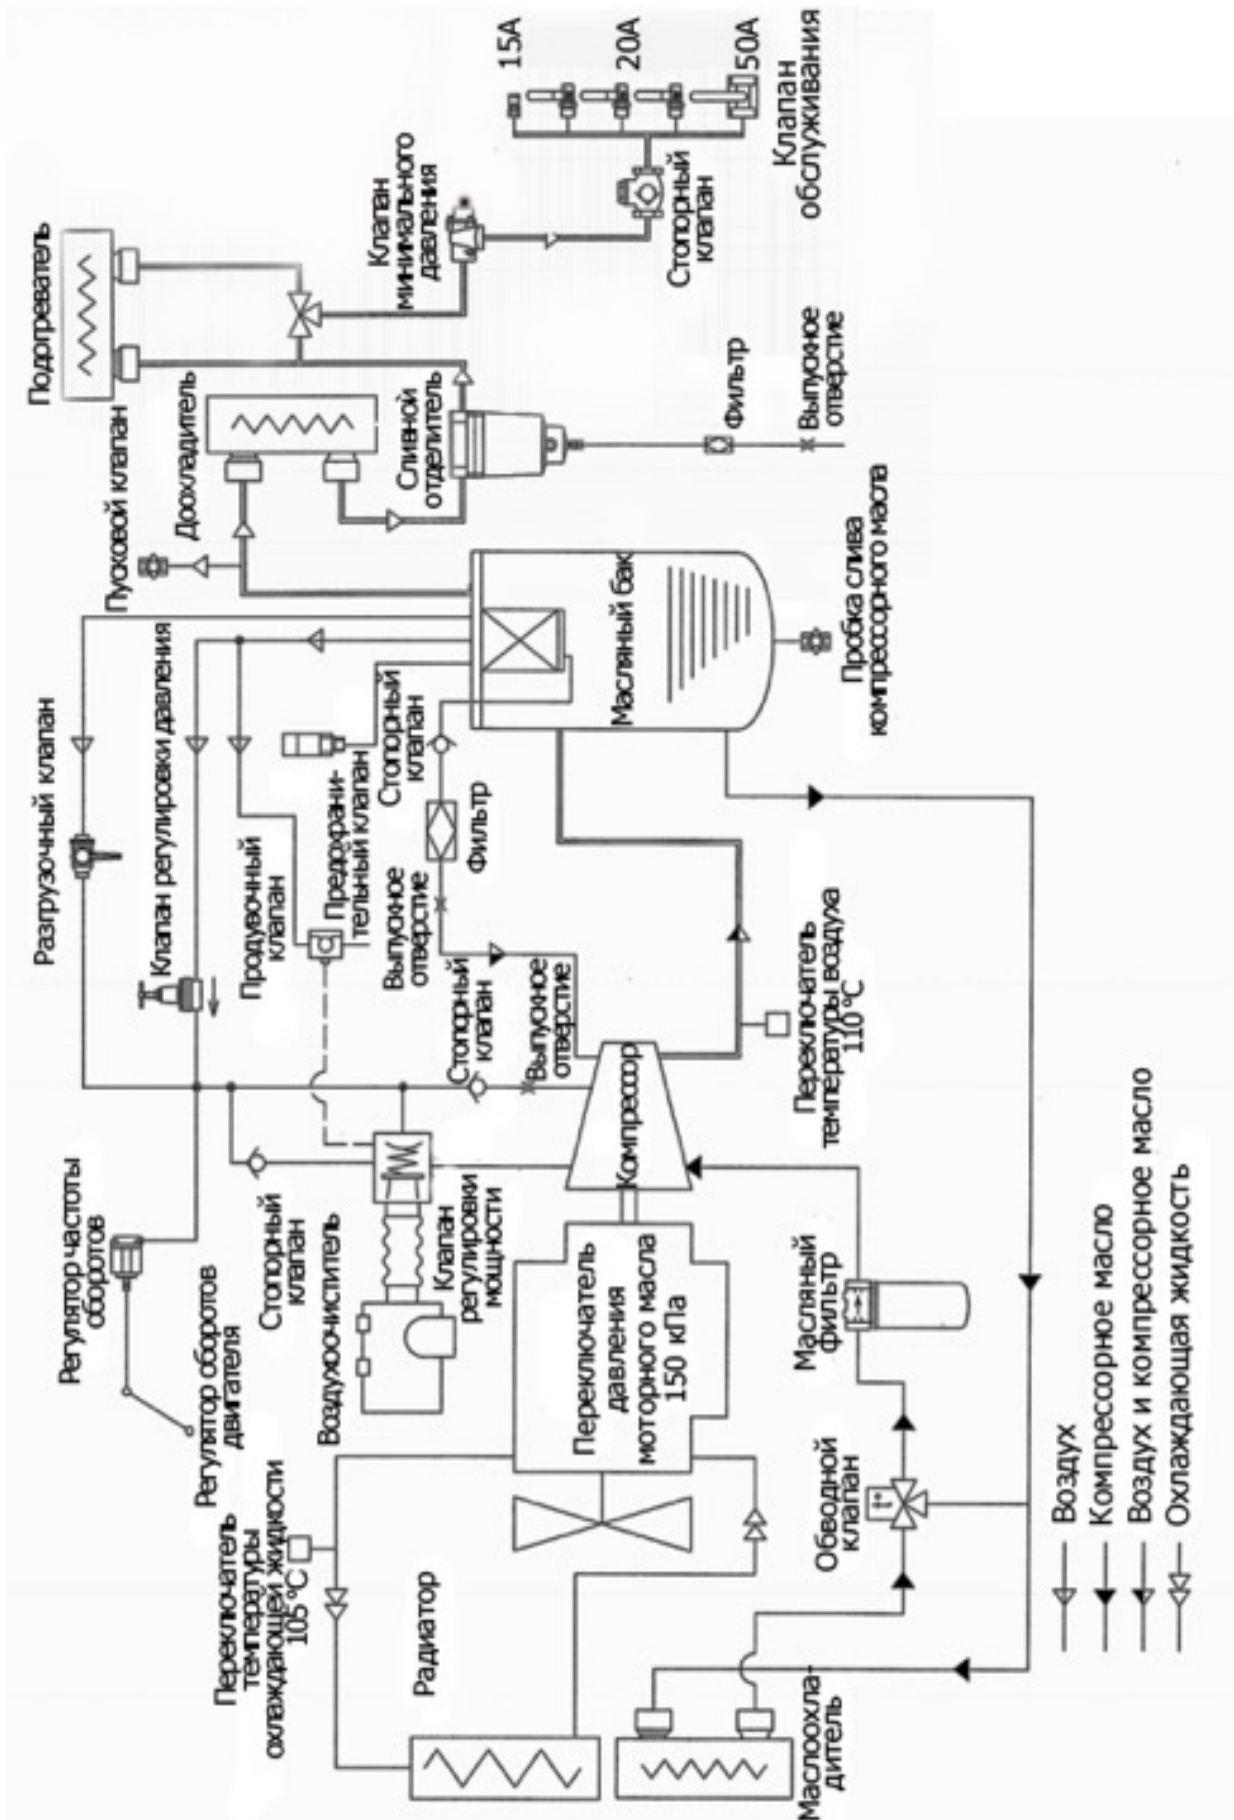 15A
20A
50A
Клапан
обслуживания
Клапан
минимального
давления
Стопорный
клапан
Подогреватель
Доохладитель
Сливной
отделитель
Фильтр
Выпускное
отверстие
Пусковой клапан
Масляный бак
Пробка слива
компрессорного масла
Разгрузочный клапан
Клапан регулировки давления
Продувочный
клапан
Предохрани-
тельный клапан
Стопорный
клапан
Фильтр
Выпускное
отверстие
Стопорный
клапан
Выпускное
отверстие
Компрессор
Переключатель
температуры воздуха
110 °C
Регулятор частоты
оборотов
Регулятор оборотов
двигателя
Стопорный
клапан
Воздухоочиститель
Клапан
регулировки
мощности
Переключатель
давления
моторного масла
150 кПа
Масляный
фильтр
Обводной
клапан
t°
Переключатель
температуры
охлаждающей жидкости
105 °C
Радиатор
Маслоохла-
дитель
Воздух
Компрессорное масло
Воздух и компрессорное масло
Охлаждающая жидкость